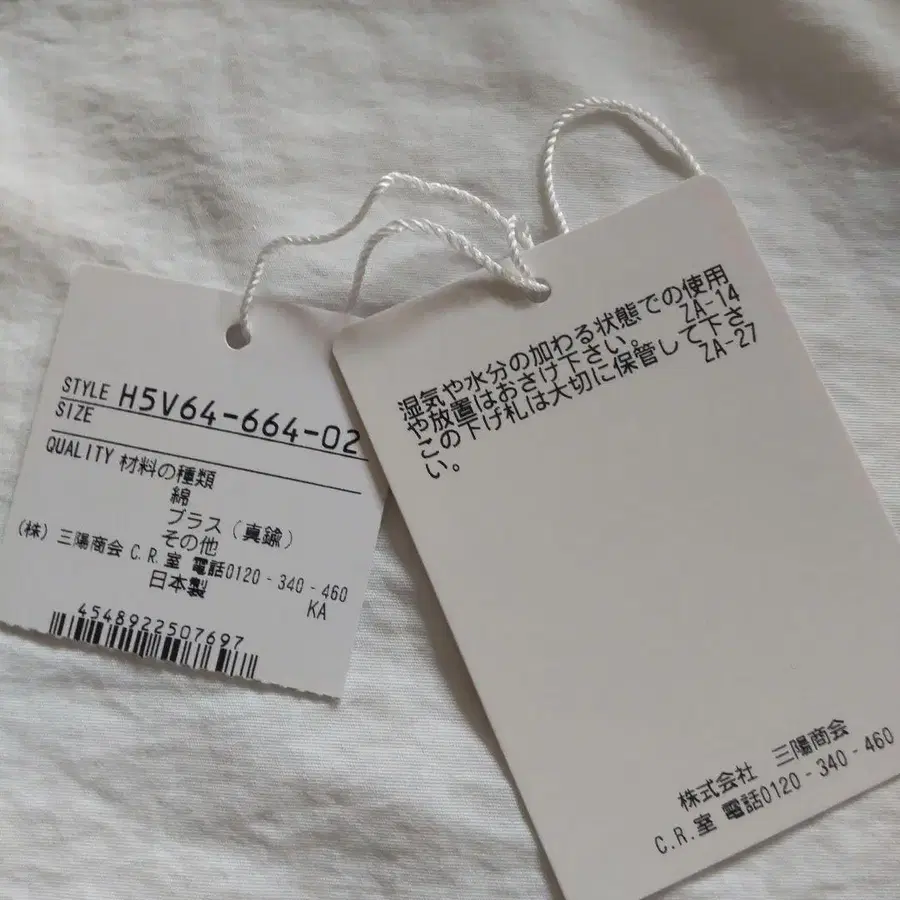 STYLE H5V64-664-02
SIZE
QUALITY 材料の種類
綿
ブラス（真鍮）
その他
(株) 三陽商会 C.R.室 電話0120-340-460
日本製 KA
4548922507697
湿気や水分の加わる状態での使用
や放置はおさけ下さい。 ZA-14
この下げ札は大切に保管して下さ
い。 ZA-27
株式会社 三陽商会
C.R.室 電話0120-340-460